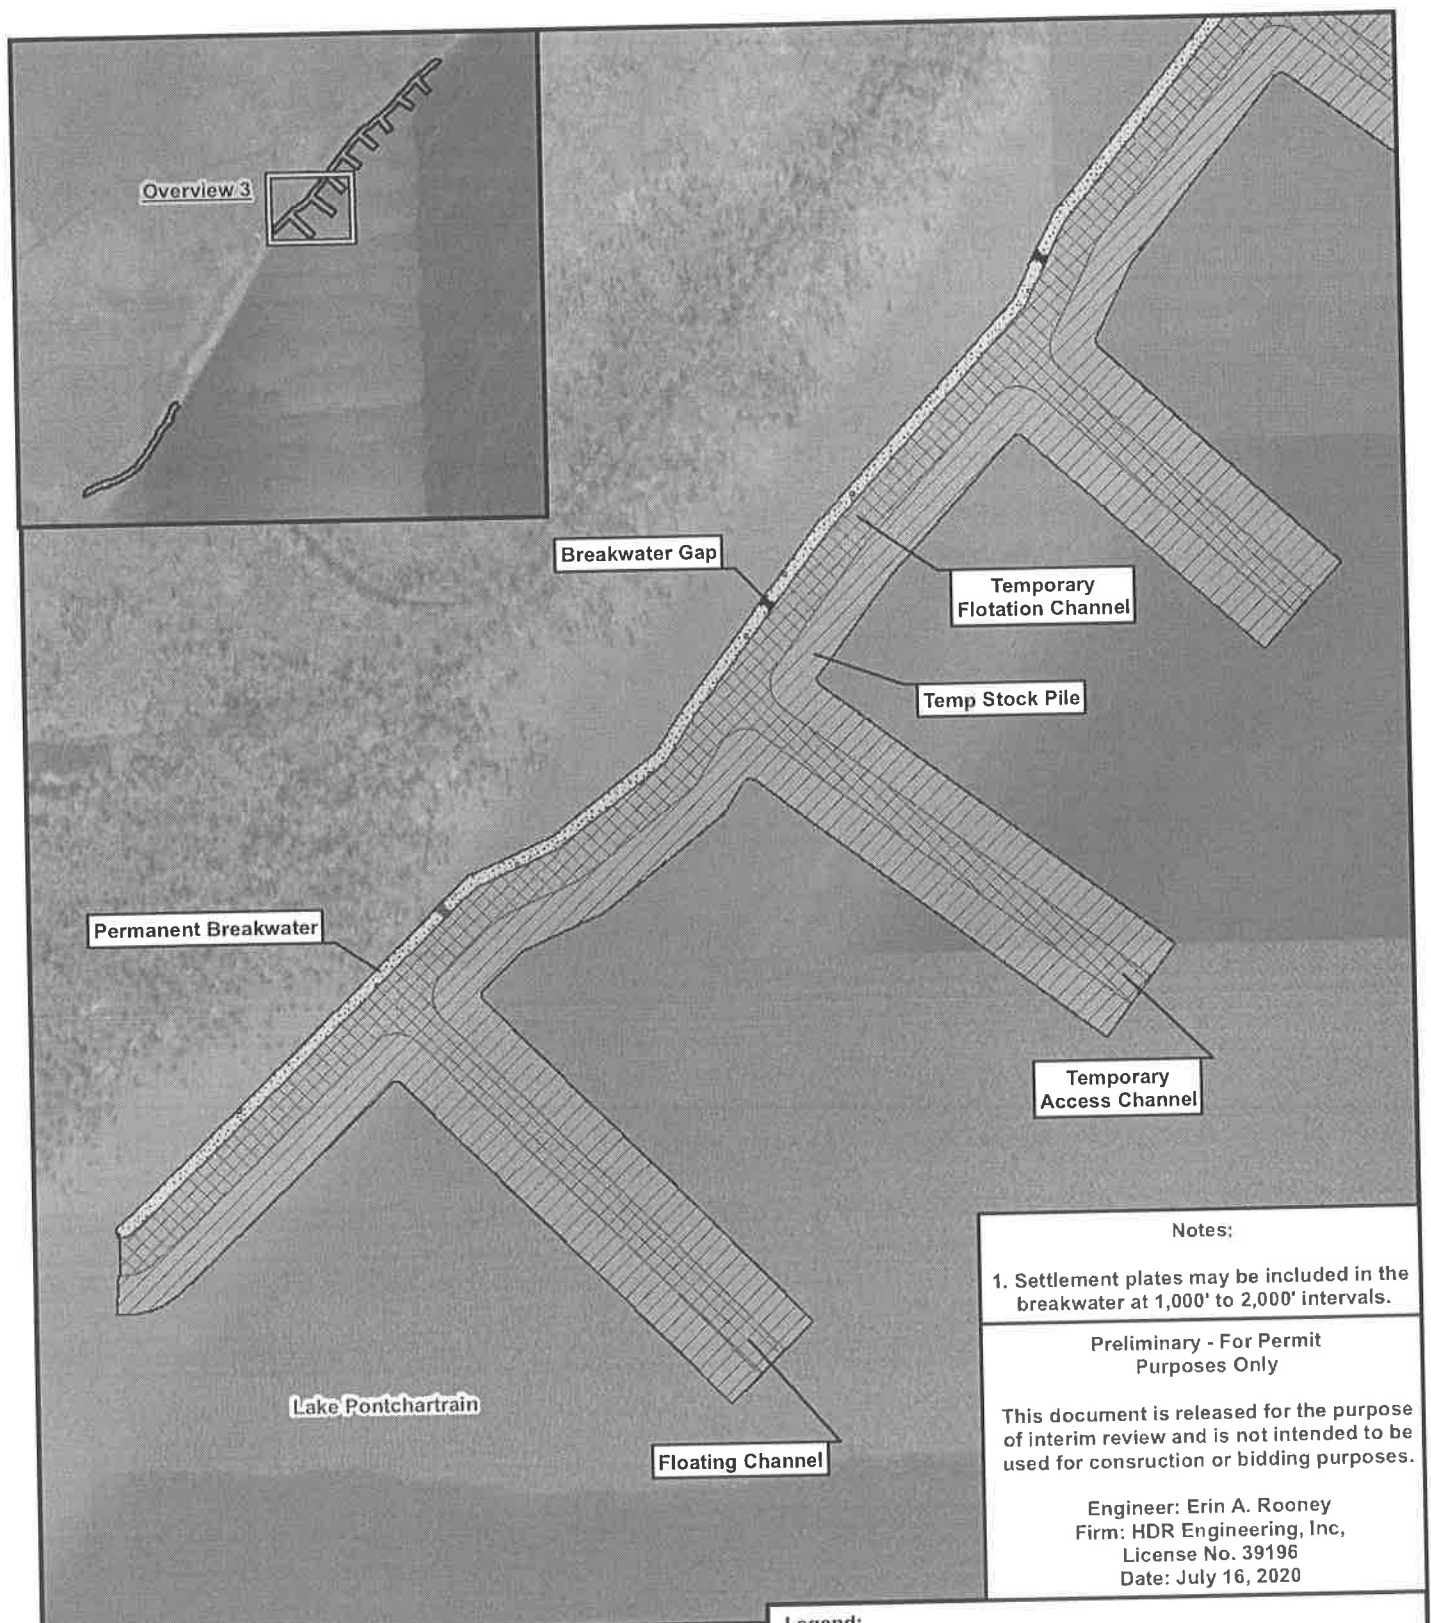 Overview 3
Breakwater Gap
Temporary
Flotation Channel
Temp Stock Pile
Permanent Breakwater
Temporary
Access Channel
Lake Pontchartrain
Floating Channel
Notes:
1. Settlement plates may be included in the
breakwater at 1,000' to 2,000' intervals.
Preliminary - For Permit
Purposes Only
This document is released for the purpose
of interim review and is not intended to be
used for consruction or bidding purposes.
Engineer: Erin A. Rooney
Firm: HDR Engineering, Inc,
License No. 39196
Date: July 16, 2020
Legend: